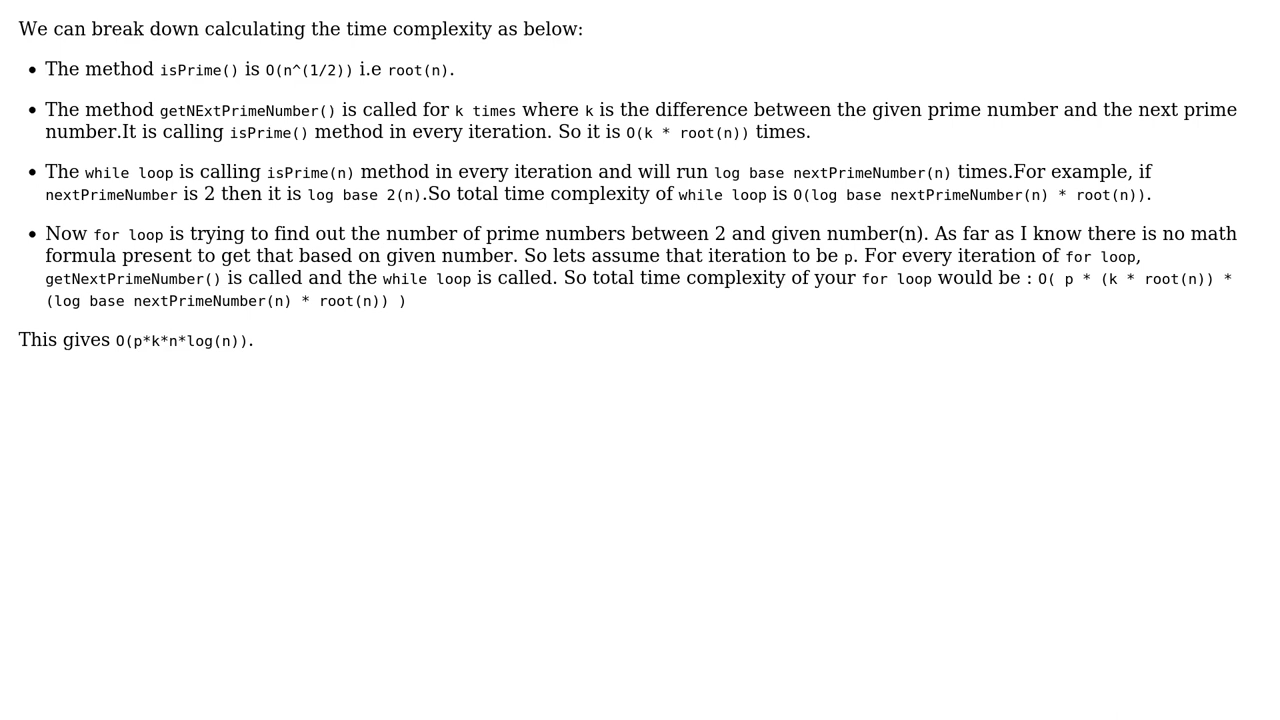 We can break down calculating the time complexity as below:
• The method isPrime() is O(n^(1/2)) i.e root(n).
• The method getNExtPrimeNumber() is called for k times where k is the difference between the given prime number and the next prime
number.It is calling isPrime() method in every iteration. So it is O(k * root(n)) times.
• The while loop is calling isPrime(n) method in every iteration and will run log base nextPrimeNumber(n) times.For example, if
nextPrimeNumber is 2 then it is log base 2(n).So total time complexity of while loop is O(log base nextPrimeNumber(n) * root(n)).
• Now for loop is trying to find out the number of prime numbers between 2 and given number(n). As far as I know there is no math
formula present to get that based on given number. So lets assume that iteration to be p. For every iteration of for loop,
getNextPrimeNumber() is called and the while loop is called. So total time complexity of your for loop would be : O( p * (k * root(n)) *
(log base nextPrimeNumber(n) * root(n)) )
This gives O(p*k*n*log(n)).